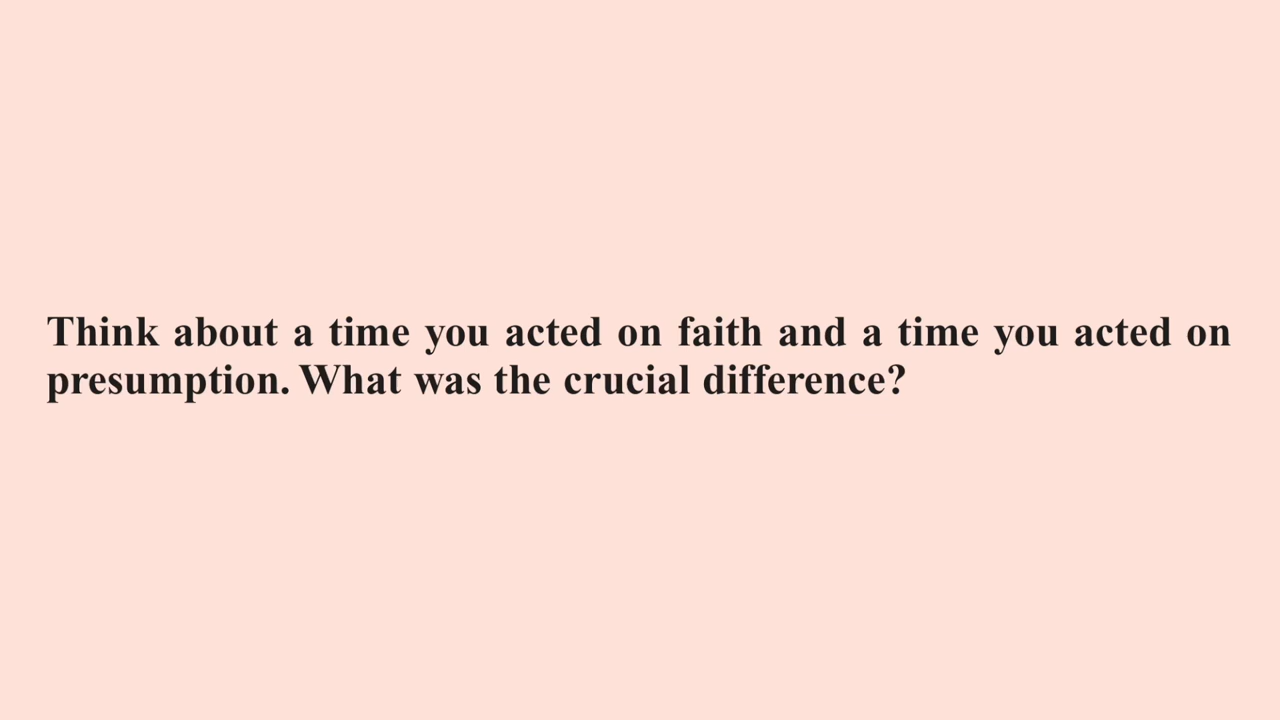 Think about a time you acted on faith and a time you acted on
presumption. What was the crucial difference?